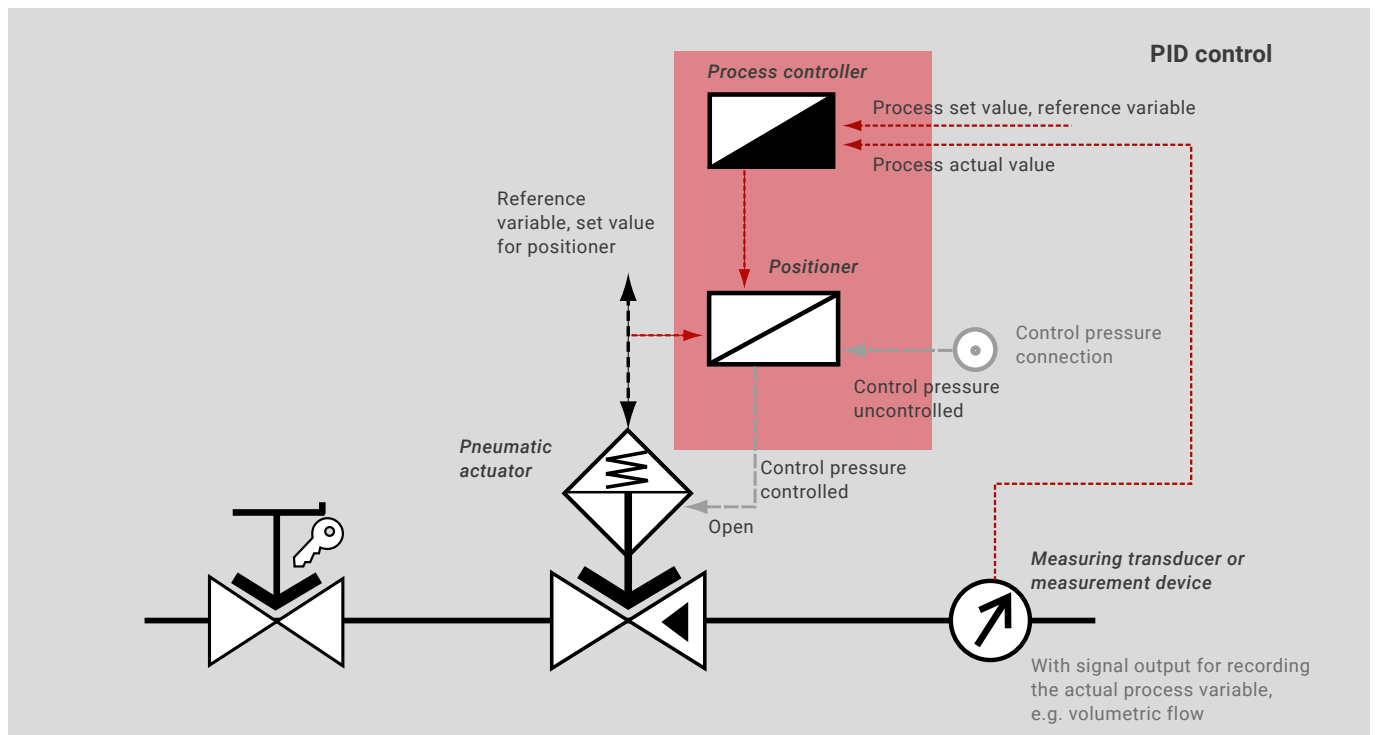 PID control
Process controller
Process set value, reference variable
Process actual value
Reference
variable, set value
for positioner
Positioner
Control pressure
connection
Control pressure
uncontrolled
Pneumatic
actuator
Control pressure
controlled
Open
Measuring transducer or
measurement device
With signal output for recording
the actual process variable,
e.g. volumetric flow